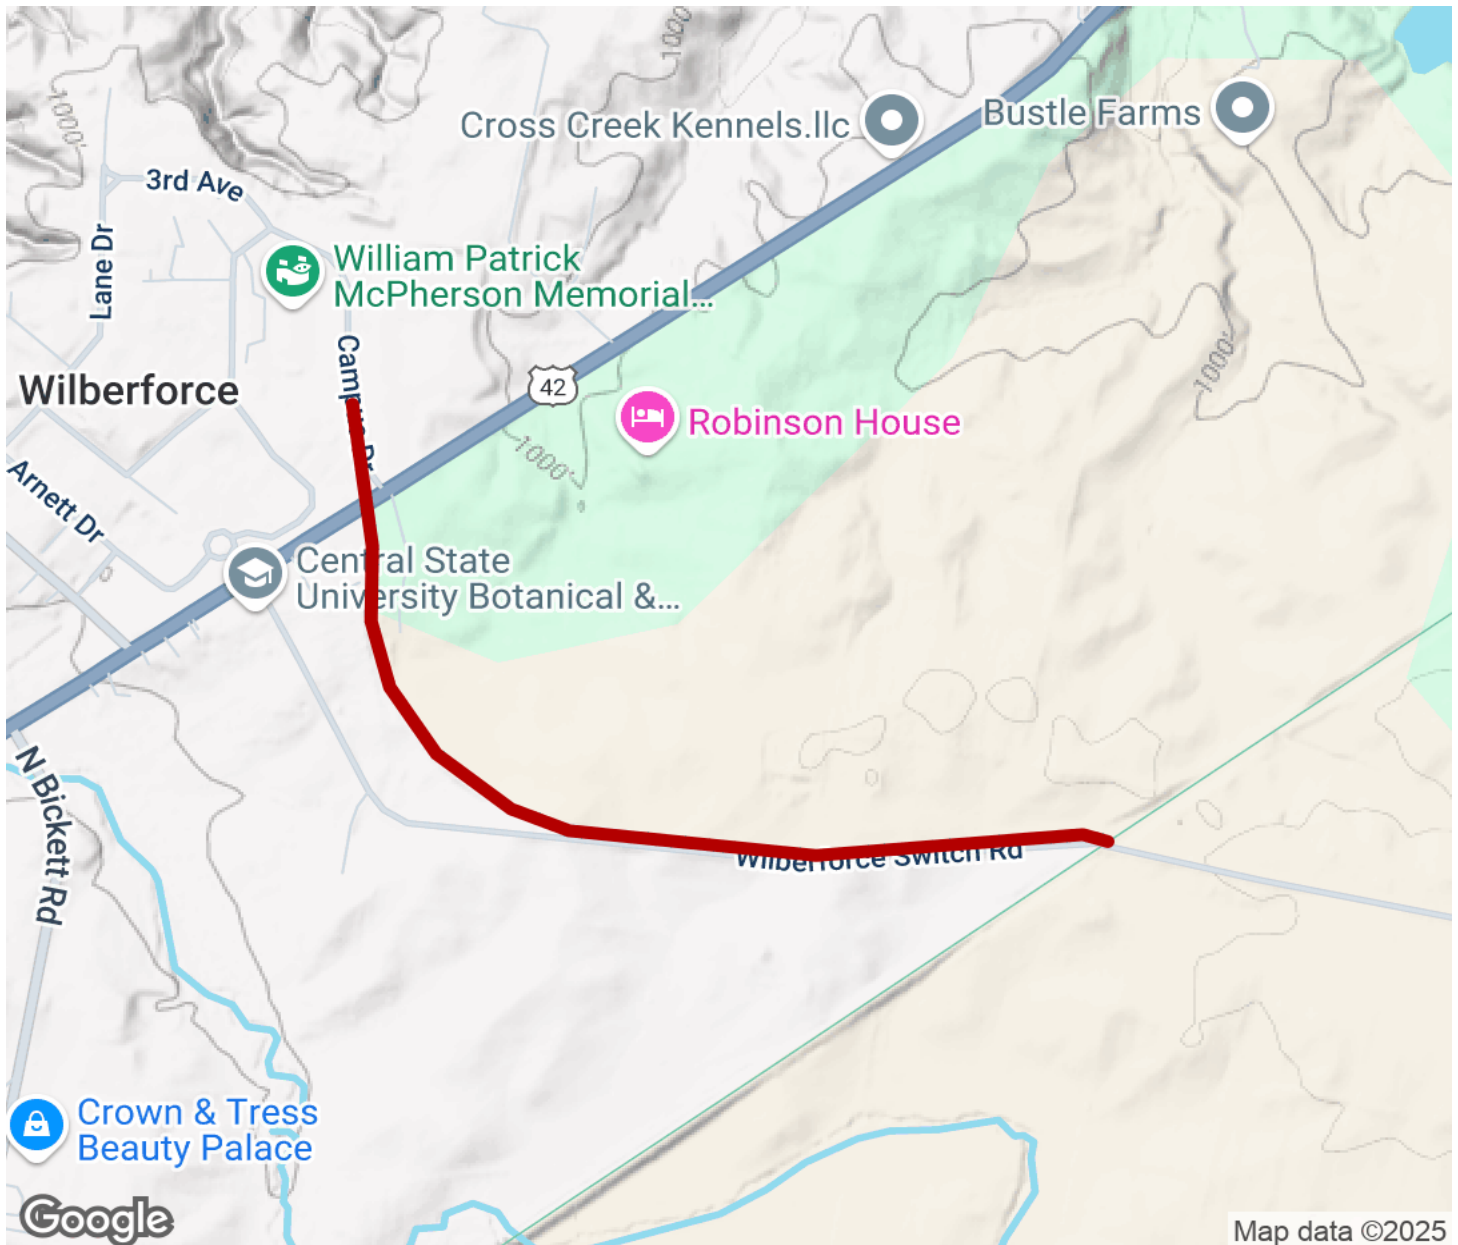 1000'
1000'
Cross Creek Kennels.llc
Bustle Farms
3rd Ave
Lane Dr
William Patrick
McPherson Memorial...
Campus Dr
Wilberforce
42
1000'
Robinson House
1000'
Arnett Dr
Central State
University Botanical &...
N Bickett Rd
Wilberforce Switch Rd
Crown & Tress
Beauty Palace
Google
Map data ©2025